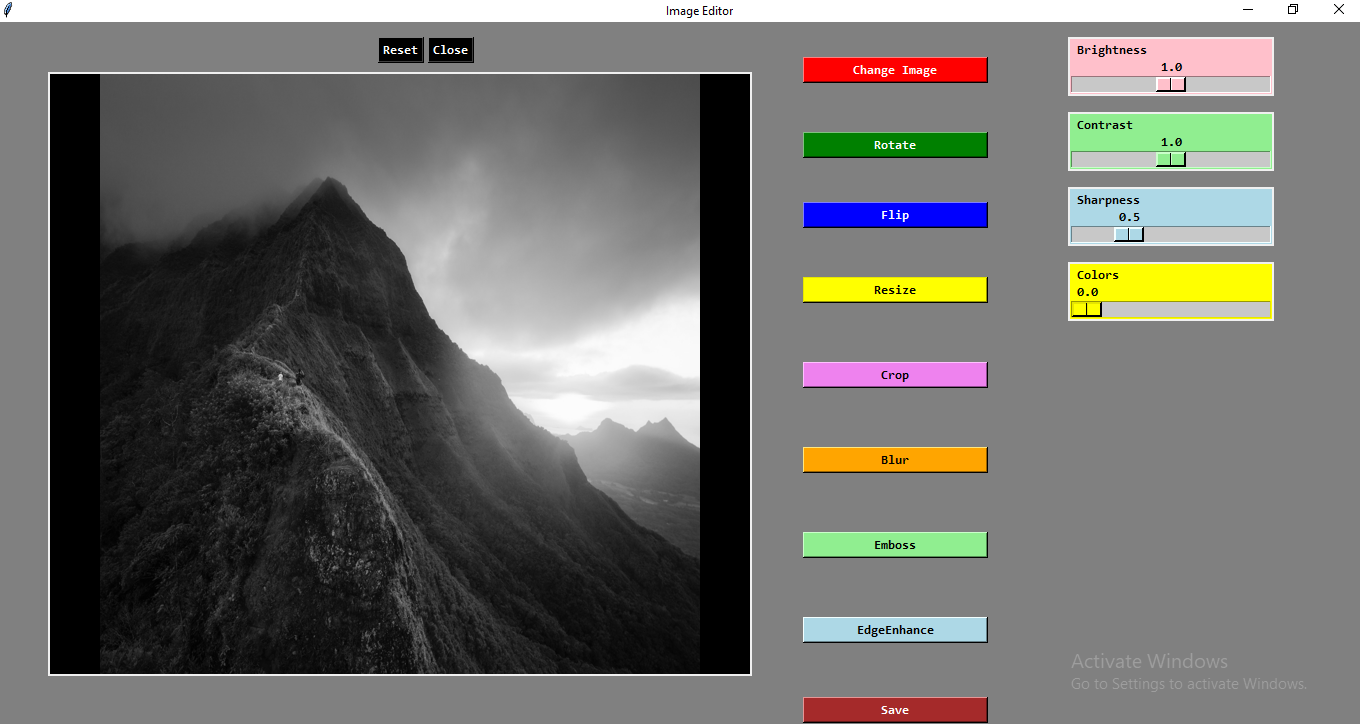 Image Editor
Reset Close
Change Image
Rotate
Flip
Resize
Crop
Blur
Emboss
EdgeEnhance
Save
Brightness
1.0
Contrast
1.0
Sharpness
0.5
Colors
0.0
Activate Windows
Go to Settings to activate Windows.